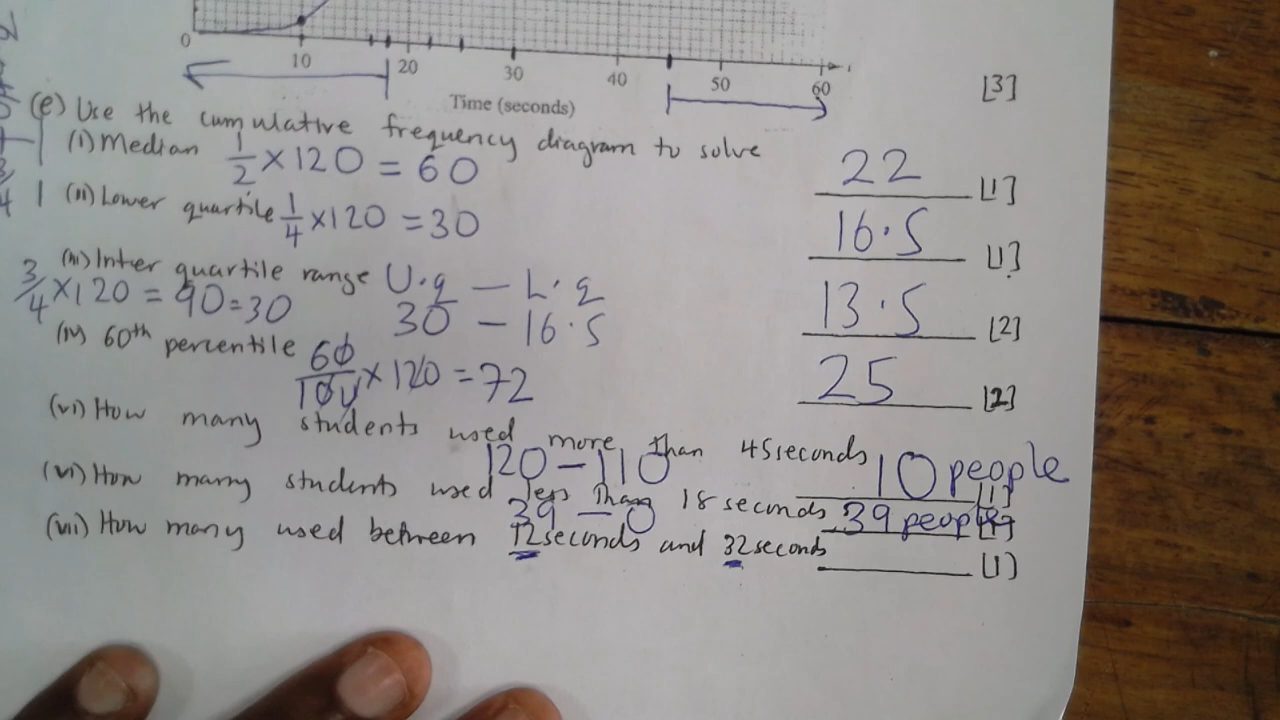 0
10 20 30 40 50 60
Time (seconds)
[3]
(e) Use the cumulative frequency diagram to solve
(i) Median 1/2 × 120 = 60 22 [1]
(ii) Lower quartile 1/4 × 120 = 30 16.5 [1]
(iii) Inter quartile range U.q — L.q
3/4 × 120 = 90 = 30 30 — 16.5 13.5 [2]
(iv) 60th percentile
60/100 × 120 = 72 25 [2]
(vi) How many students used more than 45 seconds
120 — 110 10 people [1]
(vi) How many students used less than 18 seconds
39 — 0 39 people
(vii) How many used between 12 seconds and 32 seconds [1]